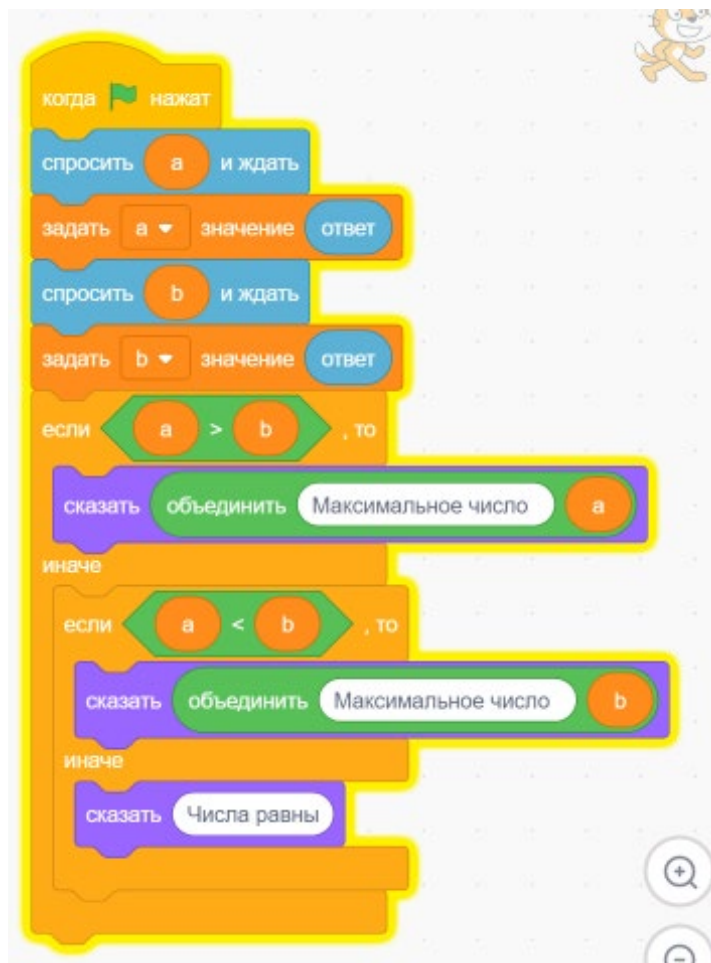 когда нажат
спросить a и ждать
задать a значение ответ
спросить b и ждать
задать b значение ответ
если a > b , то
сказать объединить Максимальное число a
иначе
если a < b , то
сказать объединить Максимальное число b
иначе
сказать Числа равны